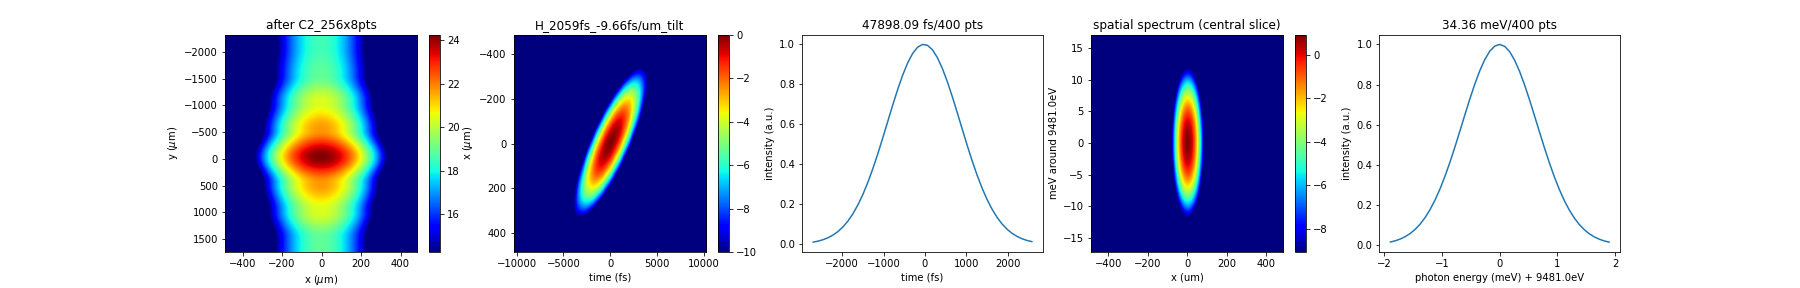 after C2_256x8pts
−2000
−1500
−1000
−500
0
500
1000
1500
y (μm)
−400 −200 0 200 400
x (μm)
24
22
20
18
16
H_2059fs_-9.66fs/um_tilt
−400
−200
0
200
400
x (μm)
−10000 −5000 0 5000 10000
time (fs)
0
−2
−4
−6
−8
−10
47898.09 fs/400 pts
1.0
0.8
0.6
0.4
0.2
0.0
intensity (a.u.)
−2000 −1000 0 1000 2000
time (fs)
spatial spectrum (central slice)
15
10
5
0
−5
−10
−15
meV around 9481.0eV
−400 −200 0 200 400
x (um)
0
−2
−4
−6
−8
34.36 meV/400 pts
1.0
0.8
0.6
0.4
0.2
0.0
intensity (a.u.)
−2 −1 0 1 2
photon energy (meV) + 9481.0eV